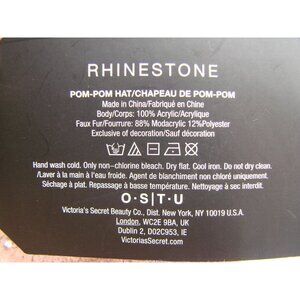 RHINESTONE
POM-POM HAT/CHAPEAU DE POM-POM
Made in China/Fabriqué en Chine
Body/Corps: 100% Acrylic/Acrylique
Faux Fur/Fourrure: 88% Modacrylic 12%Polyester
Exclusive of decoration/Sauf décoration
Hand wash cold. Only non-chlorine bleach. Dry flat. Cool iron. Do not dry clean.
/Laver à la main à l'eau froid. Agent de blanchiment non chloré uniquement.
Séchage à plat. Repassage à basse température. Nettoyage à sec interdit.
O-S|T-U
Victoria's Secret Beauty Co., Dist. New York, NY 10019 U.S.A.
London, WC2E 9BA, UK
Dublin 2, D02C953, IE
VictoriasSecret.com